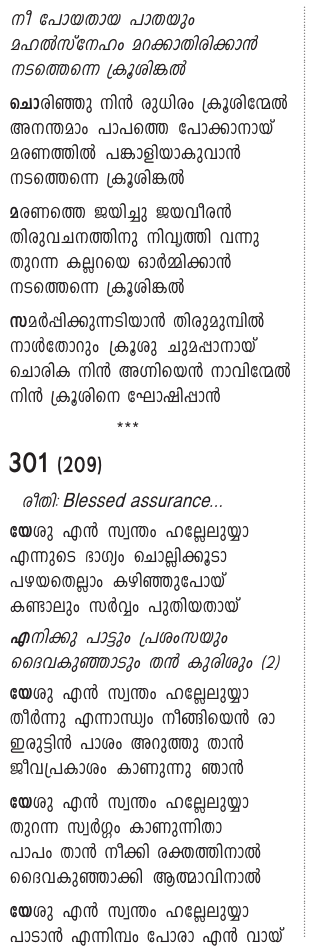 നീ പോയതായ പാതയും
മഹൽസ്നേഹം മറക്കാതിരിക്കാൻ
നടത്തെന്നെ ക്രൂശിങ്കൽ
ചൊരിഞ്ഞു നിൻ രുധിരം ക്രൂശിന്മേൽ
അനന്തമാം പാപത്തെ പോക്കാനായ്
മരണത്തിൽ പങ്കാളിയാകുവാൻ
നടത്തെന്നെ ക്രൂശിങ്കൽ
മരണത്തെ ജയിച്ചു ജയവീരൻ
തിരുവചനത്തിനു നിവൃത്തി വന്നു
തുറന്ന കല്ലറയെ ഓർമ്മിക്കാൻ
നടത്തെന്നെ ക്രൂശിങ്കൽ
സമർപ്പിക്കുന്നടിയാൻ തിരുമുമ്പിൽ
നാൾതോറും ക്രൂശു ചുമപ്പാനായ്
ചൊരിക നിൻ അഗ്നിയെൻ നാവിന്മേൽ
നിൻ ക്രൂശിനെ ഘോഷിപ്പാൻ
***
301 (209)
രീതി: Blessed assurance...
യേശു എൻ സ്വന്തം ഹല്ലേലുയ്യാ
എന്നുടെ ഭാഗ്യം ചൊല്ലിക്കൂടാ
പഴയതെല്ലാം കഴിഞ്ഞുപോയ്
കണ്ടാലും സർവ്വം പുതിയതായ്
എനിക്കു പാട്ടും പ്രശംസയും
ദൈവകുഞ്ഞാടും തൻ കുരിശും (2)
യേശു എൻ സ്വന്തം ഹല്ലേലുയ്യാ
തീർന്നു എന്നാന്ധ്യം നീങ്ങിയെൻ രാ
ഇരുട്ടിൻ പാശം അറുത്തു താൻ
ജീവപ്രകാശം കാണുന്നു ഞാൻ
യേശു എൻ സ്വന്തം ഹല്ലേലുയ്യാ
തുറന്ന സ്വർഗ്ഗം കാണുന്നിതാ
പാപം താൻ നീക്കി രക്തത്തിനാൽ
ദൈവകുഞ്ഞാക്കി ആത്മാവിനാൽ
യേശു എൻ സ്വന്തം ഹല്ലേലുയ്യാ
പാടാൻ എന്നിമ്പം പോരാ എൻ വായ്